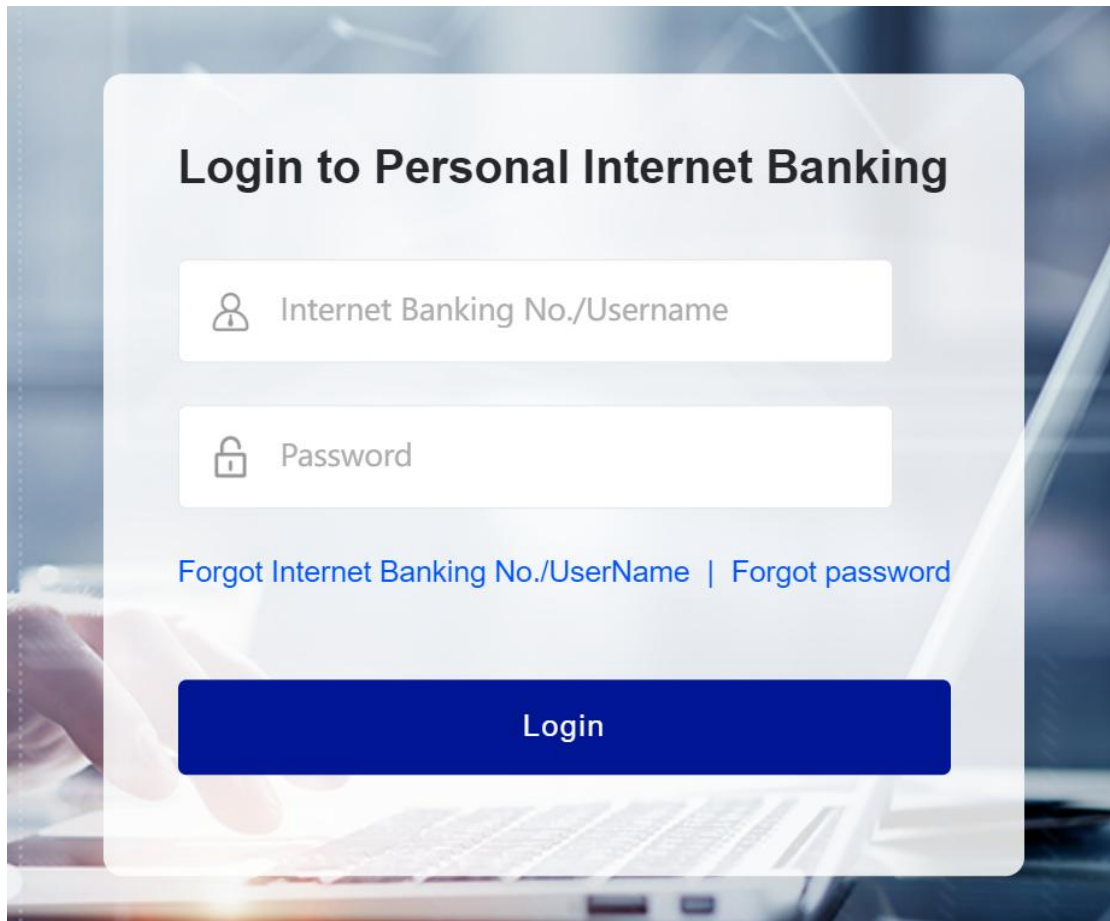 Login to Personal Internet Banking
Internet Banking No./Username
Password
Forgot Internet Banking No./UserName | Forgot password
Login